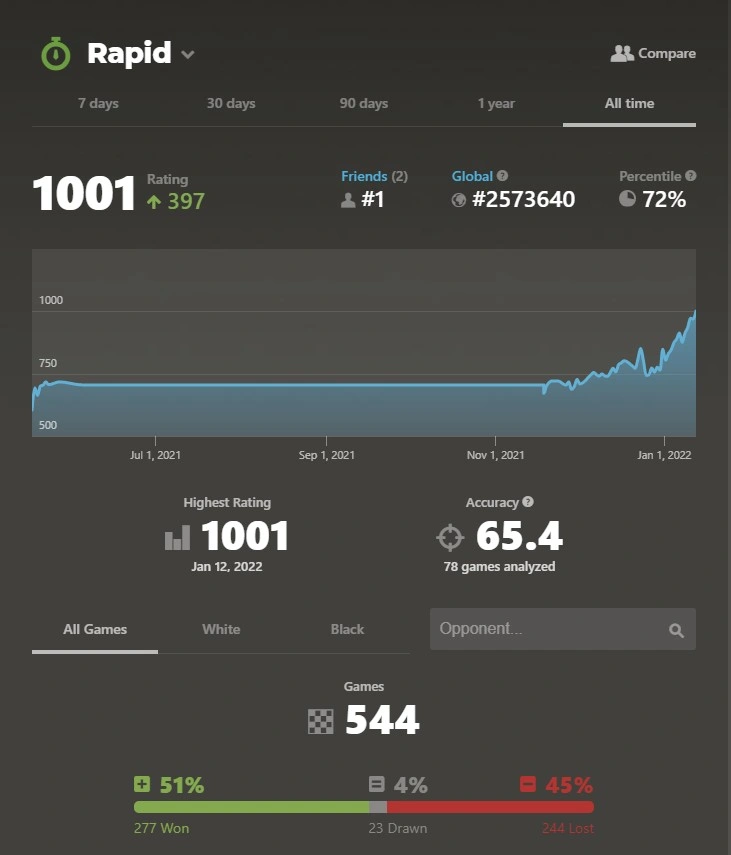 Rapid
Compare
7 days 30 days 90 days 1 year All time
1001 Rating 397
Friends (2) #1
Global #2573640
Percentile 72%
1000
750
500
Jul 1, 2021 Sep 1, 2021 Nov 1, 2021 Jan 1, 2022
Highest Rating
1001
Jan 12, 2022
Accuracy
65.4
78 games analyzed
All Games White Black
Opponent...
Games
544
51% 4% 45%
277 Won 23 Drawn 244 Lost